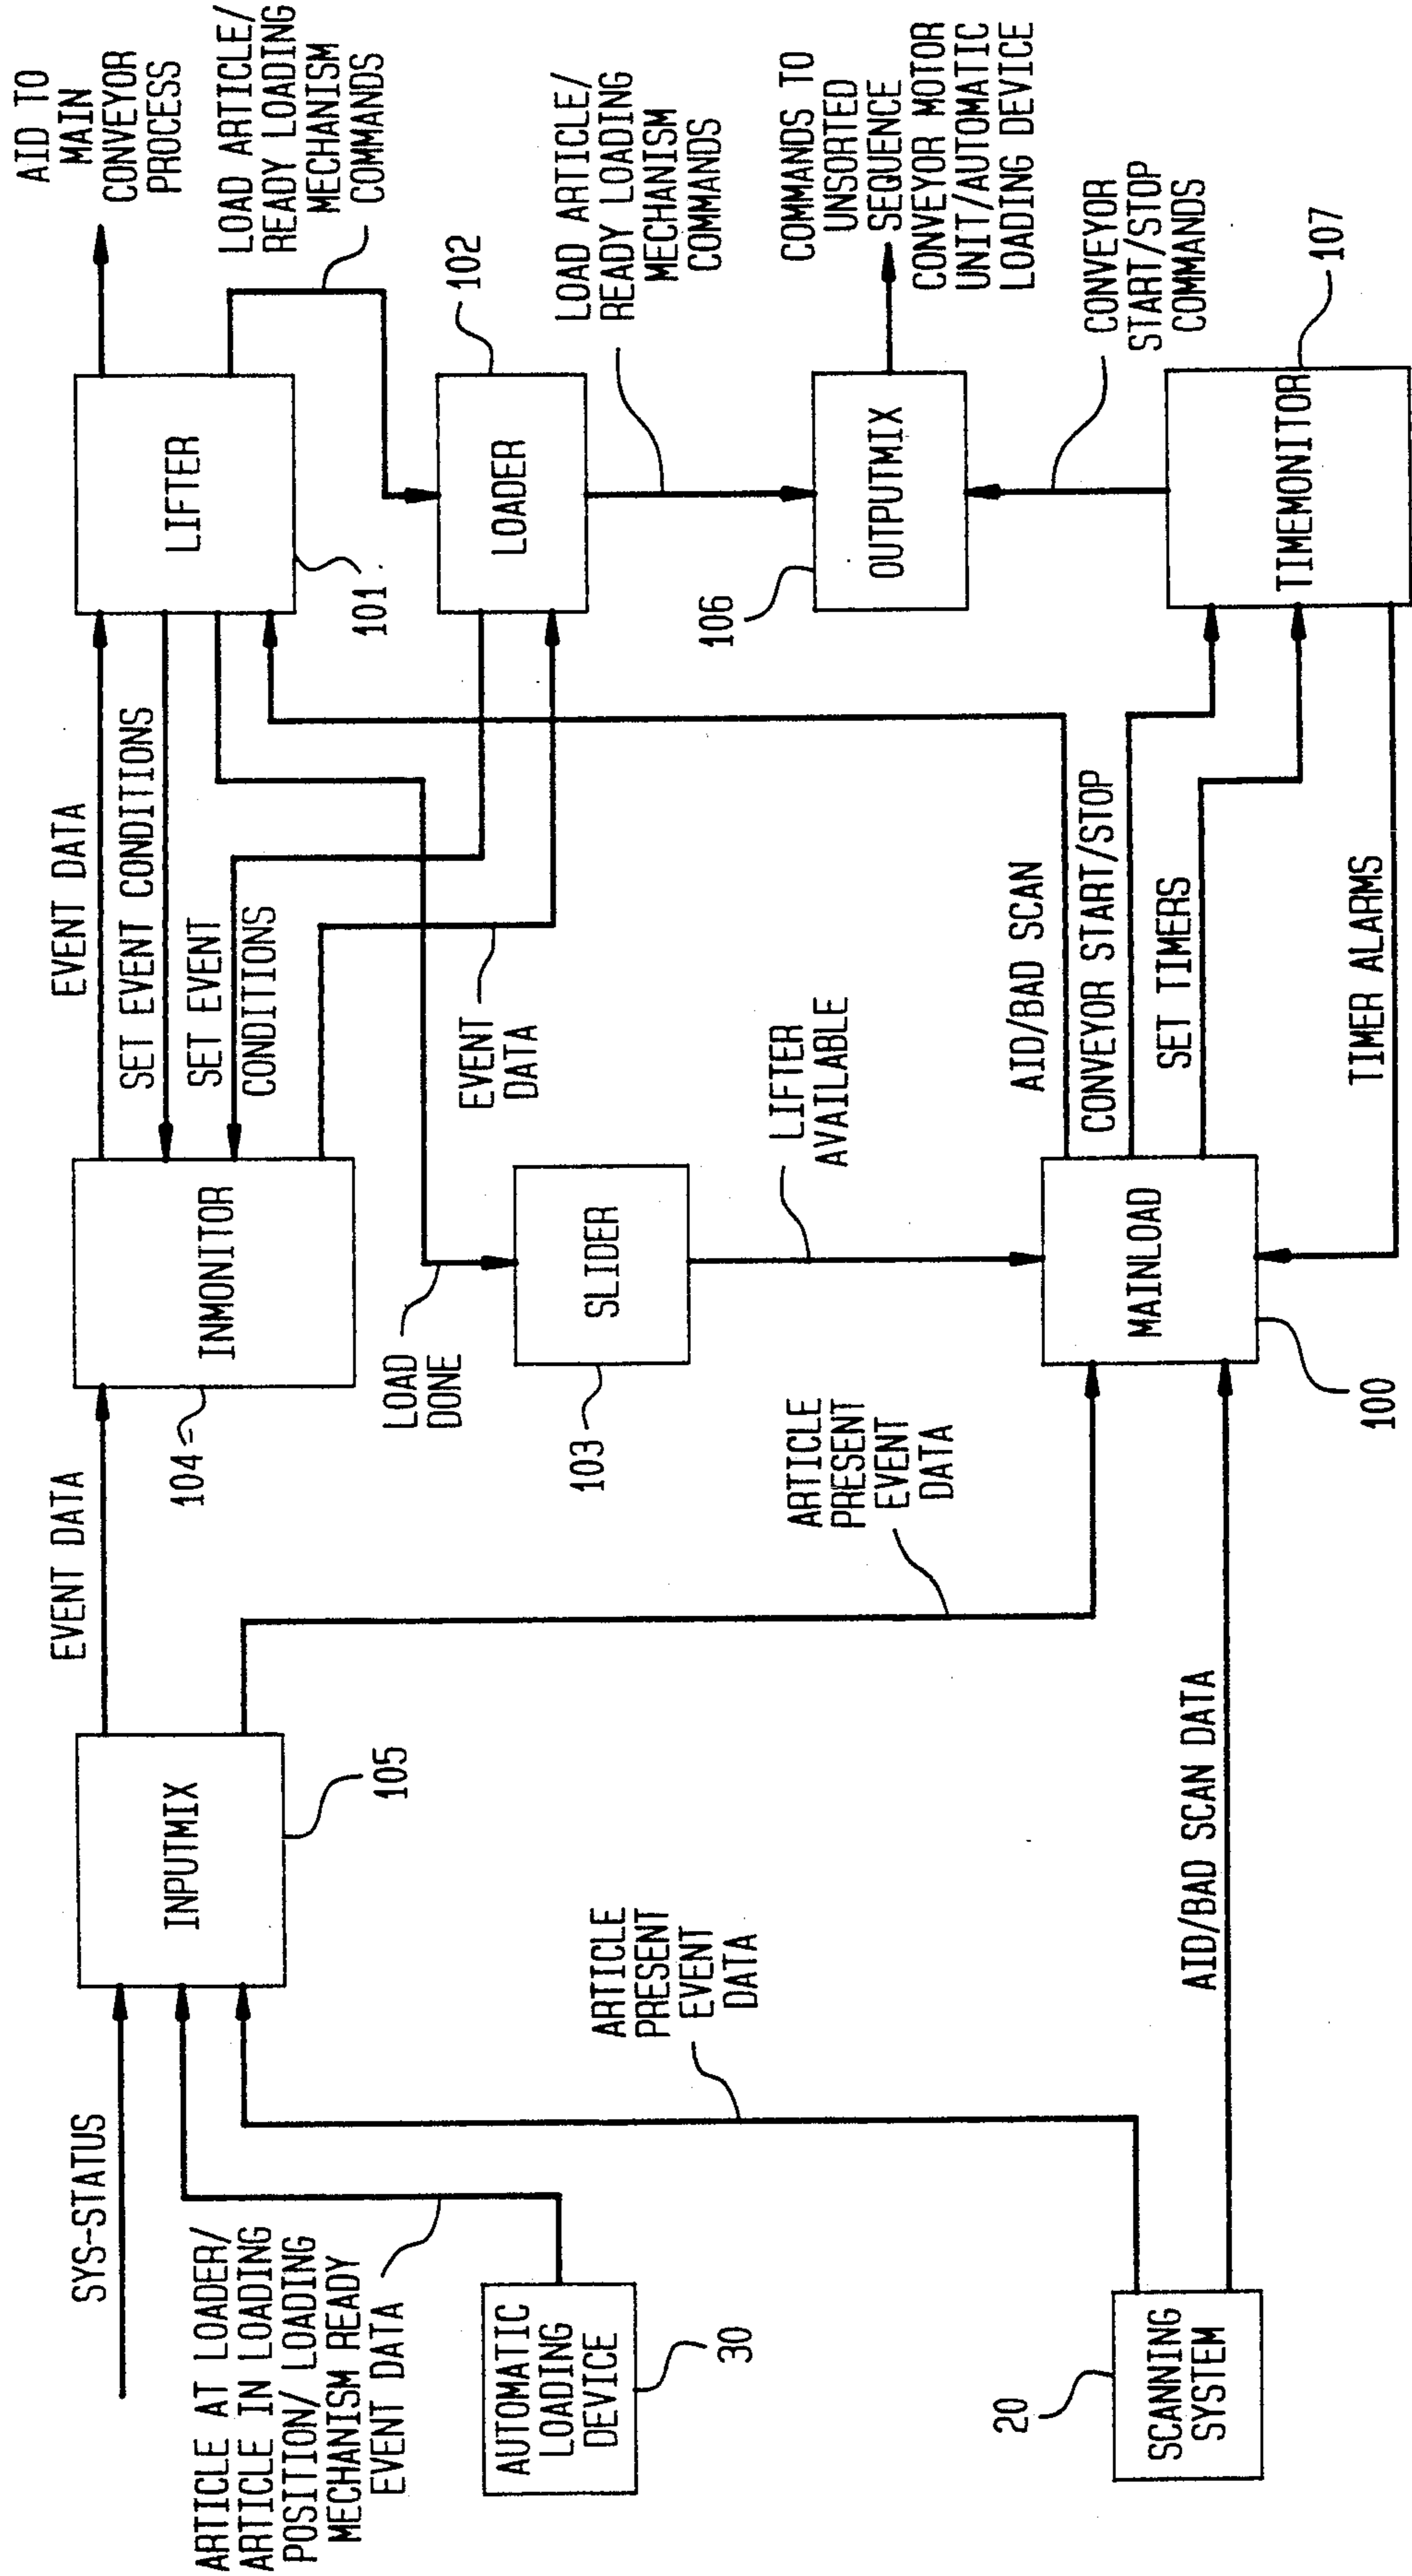 SYS-STATUS
ARTICLE AT LOADER/
ARTICLE IN LOADING
POSITION/ LOADING
MECHANISM READY
EVENT DATA
AUTOMATIC
LOADING
DEVICE
30
20
SCANNING
SYSTEM
ARTICLE
PRESENT
EVENT
DATA
AID/BAD SCAN DATA
INPUTMIX
105
EVENT DATA
ARTICLE
PRESENT
EVENT
DATA
INMONITOR
104
LOAD
DONE
SLIDER
103
LIFTER
AVAILABLE
MAINLOAD
100
EVENT DATA
SET EVENT CONDITIONS
SET EVENT
CONDITIONS
EVENT
DATA
AID/BAD SCAN
CONVEYOR START/STOP
SET TIMERS
TIMER ALARMS
LIFTER
101
LOADER
102
OUTPUTMIX
106
TIMEMONITOR
107
AID TO
MAIN
CONVEYOR
PROCESS
LOAD ARTICLE/
READY LOADING
MECHANISM
COMMANDS
LOAD ARTICLE/
READY LOADING
MECHANISM
COMMANDS
COMMANDS TO
UNSORTED
SEQUENCE
CONVEYOR MOTOR
UNIT/AUTOMATIC
LOADING DEVICE
CONVEYOR
START/STOP
COMMANDS